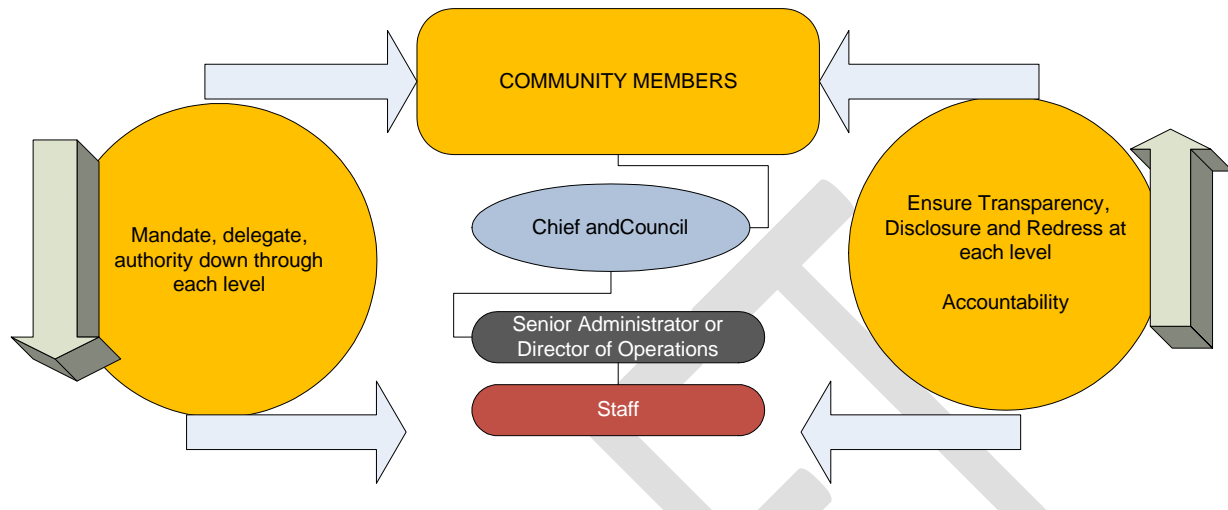 COMMUNITY MEMBERS
Chief andCouncil
Mandate, delegate,
authority down through
each level
Ensure Transparency,
Disclosure and Redress at
each level
Accountability
Senior Administrator or
Director of Operations
Staff